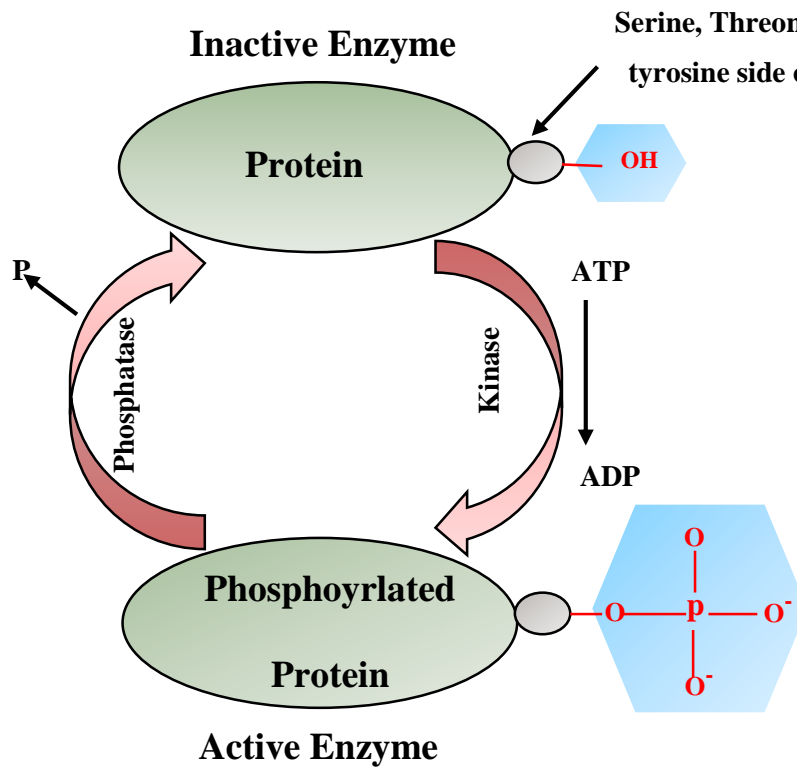 Inactive Enzyme
Serine, Threon
tyrosine side
Protein
OH
P
ATP
Phosphatase
Kinase
ADP
Phosphoyrlated
Protein
O
O
p
O-
O-
Active Enzyme